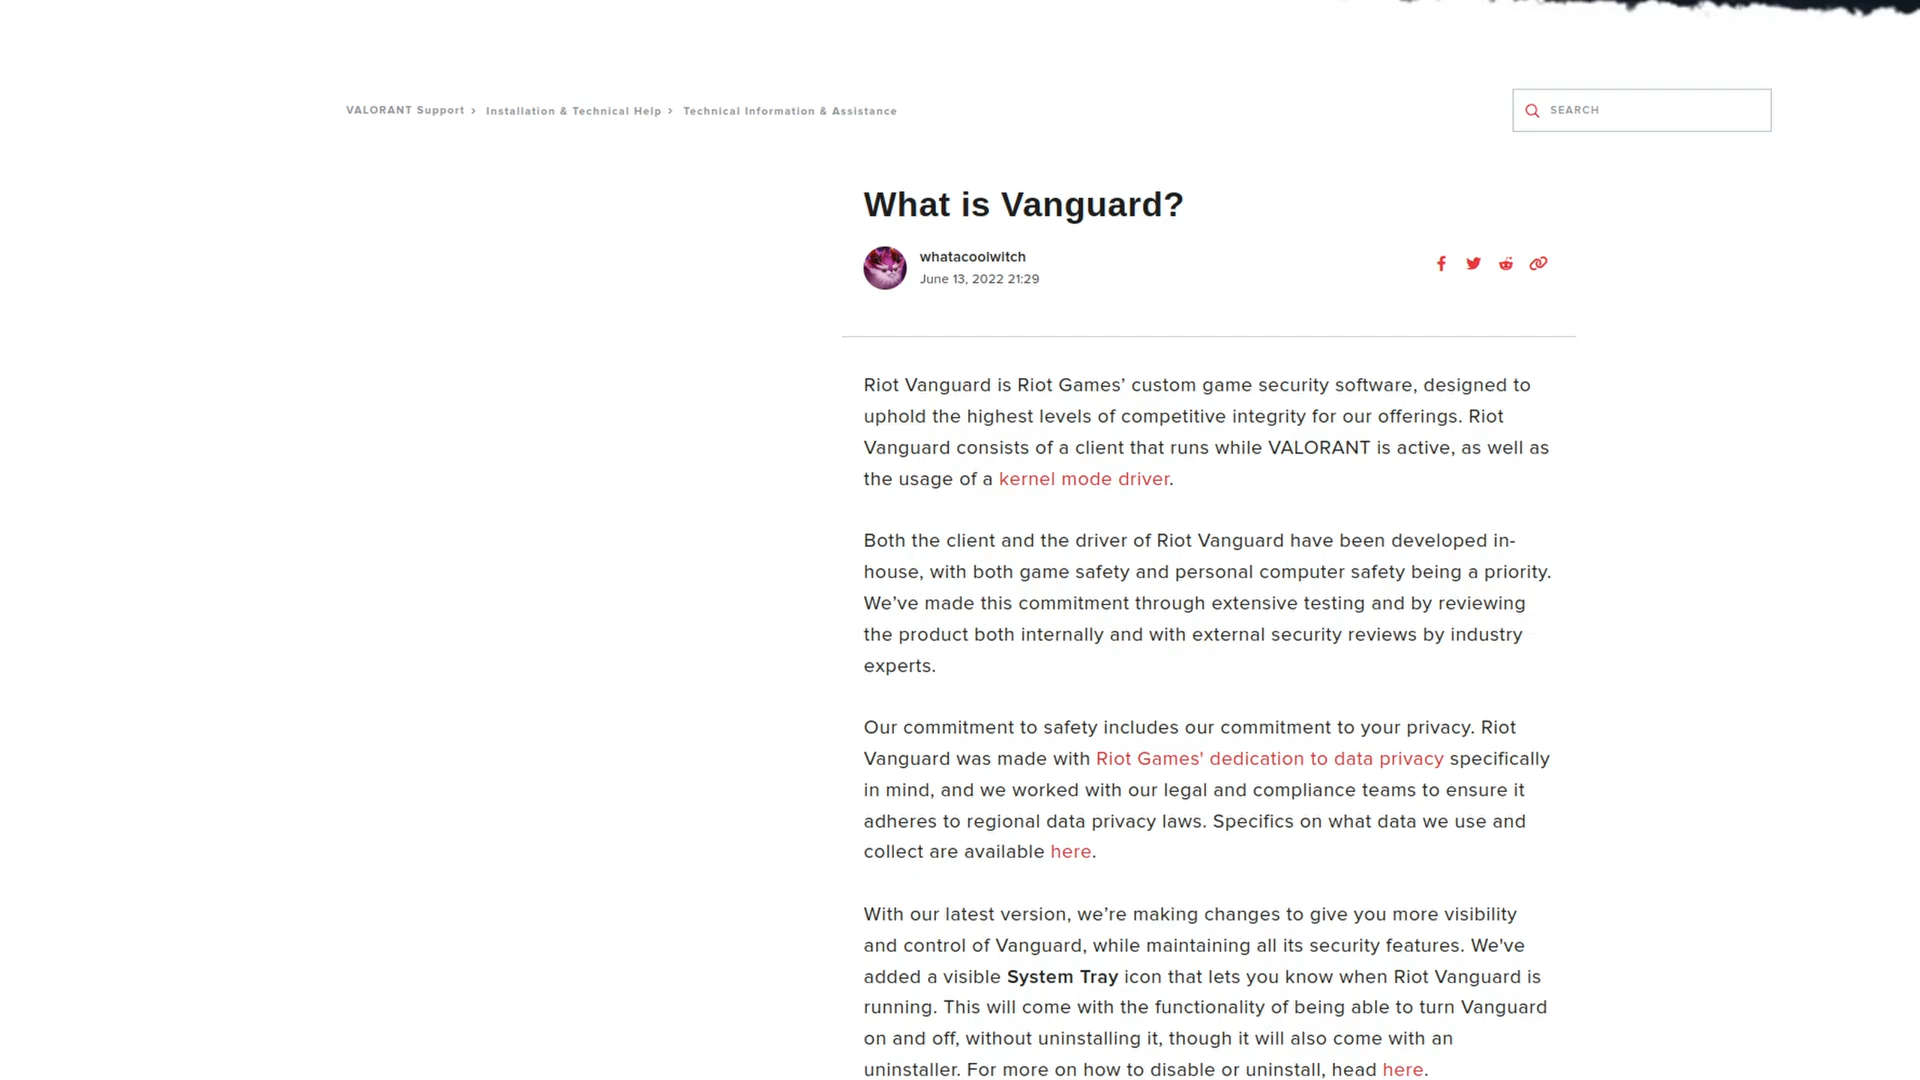 VALORANT Support > Installation & Technical Help > Technical Information & Assistance
SEARCH
What is Vanguard?
whatacoolwitch
June 13, 2022 21:29
Riot Vanguard is Riot Games’ custom game security software, designed to
uphold the highest levels of competitive integrity for our offerings. Riot
Vanguard consists of a client that runs while VALORANT is active, as well as
the usage of a kernel mode driver.
Both the client and the driver of Riot Vanguard have been developed in-
house, with both game safety and personal computer safety being a priority.
We’ve made this commitment through extensive testing and by reviewing
the product both internally and with external security reviews by industry
experts.
Our commitment to safety includes our commitment to your privacy. Riot
Vanguard was made with Riot Games' dedication to data privacy specifically
in mind, and we worked with our legal and compliance teams to ensure it
adheres to regional data privacy laws. Specifics on what data we use and
collect are available here.
With our latest version, we’re making changes to give you more visibility
and control of Vanguard, while maintaining all its security features. We've
added a visible System Tray icon that lets you know when Riot Vanguard is
running. This will come with the functionality of being able to turn Vanguard
on and off, without uninstalling it, though it will also come with an
uninstaller. For more on how to disable or uninstall, head here.